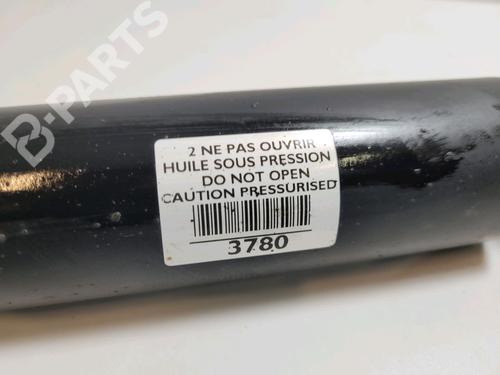 B-PARTS
2 NE PAS OUVRIR
HUILE SOUS PRESSION
DO NOT OPEN
CAUTION PRESSURISED
3780